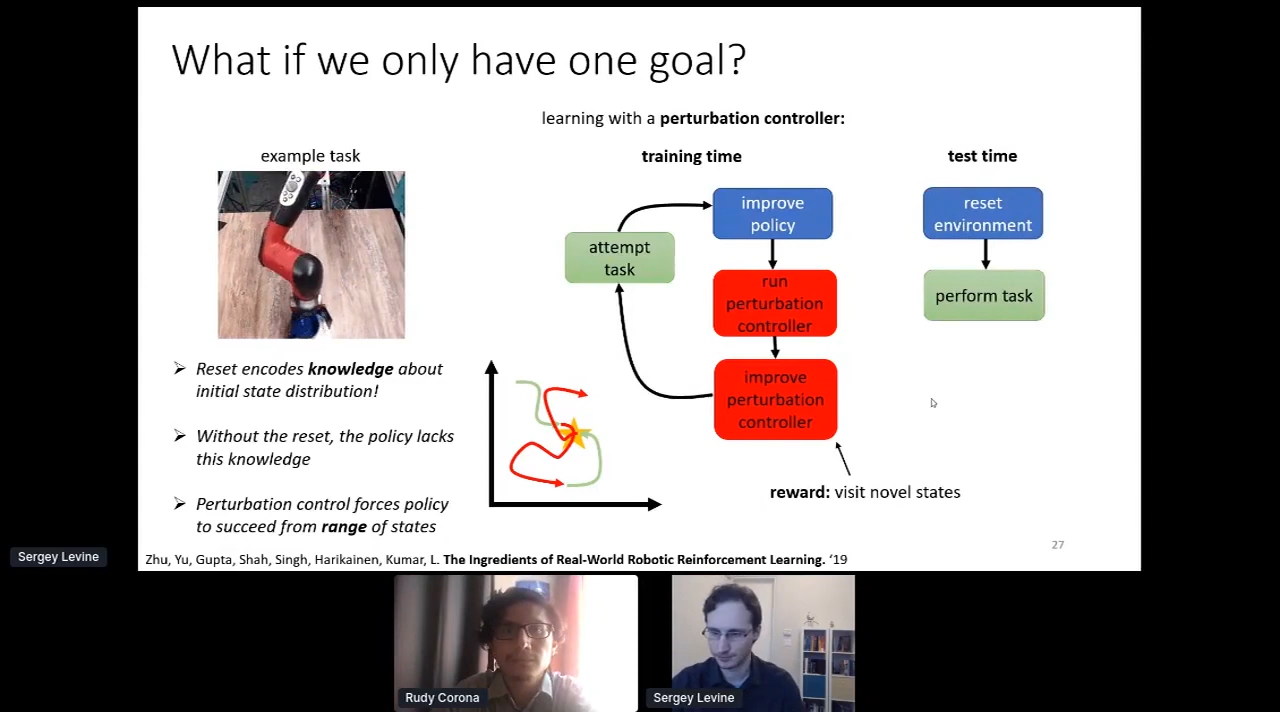 What if we only have one goal?
learning with a perturbation controller:
example task
training time
test time
improve
policy
reset
environment
attempt
task
run
perturbation
controller
perform task
improve
perturbation
controller
➢ Reset encodes knowledge about
initial state distribution!
➢ Without the reset, the policy lacks
this knowledge
➢ Perturbation control forces policy
to succeed from range of states
reward: visit novel states
27
Sergey Levine
Zhu, Yu, Gupta, Shah, Singh, Harikainen, Kumar, L. The Ingredients of Real-World Robotic Reinforcement Learning. ‘19
Rudy Corona
Sergey Levine